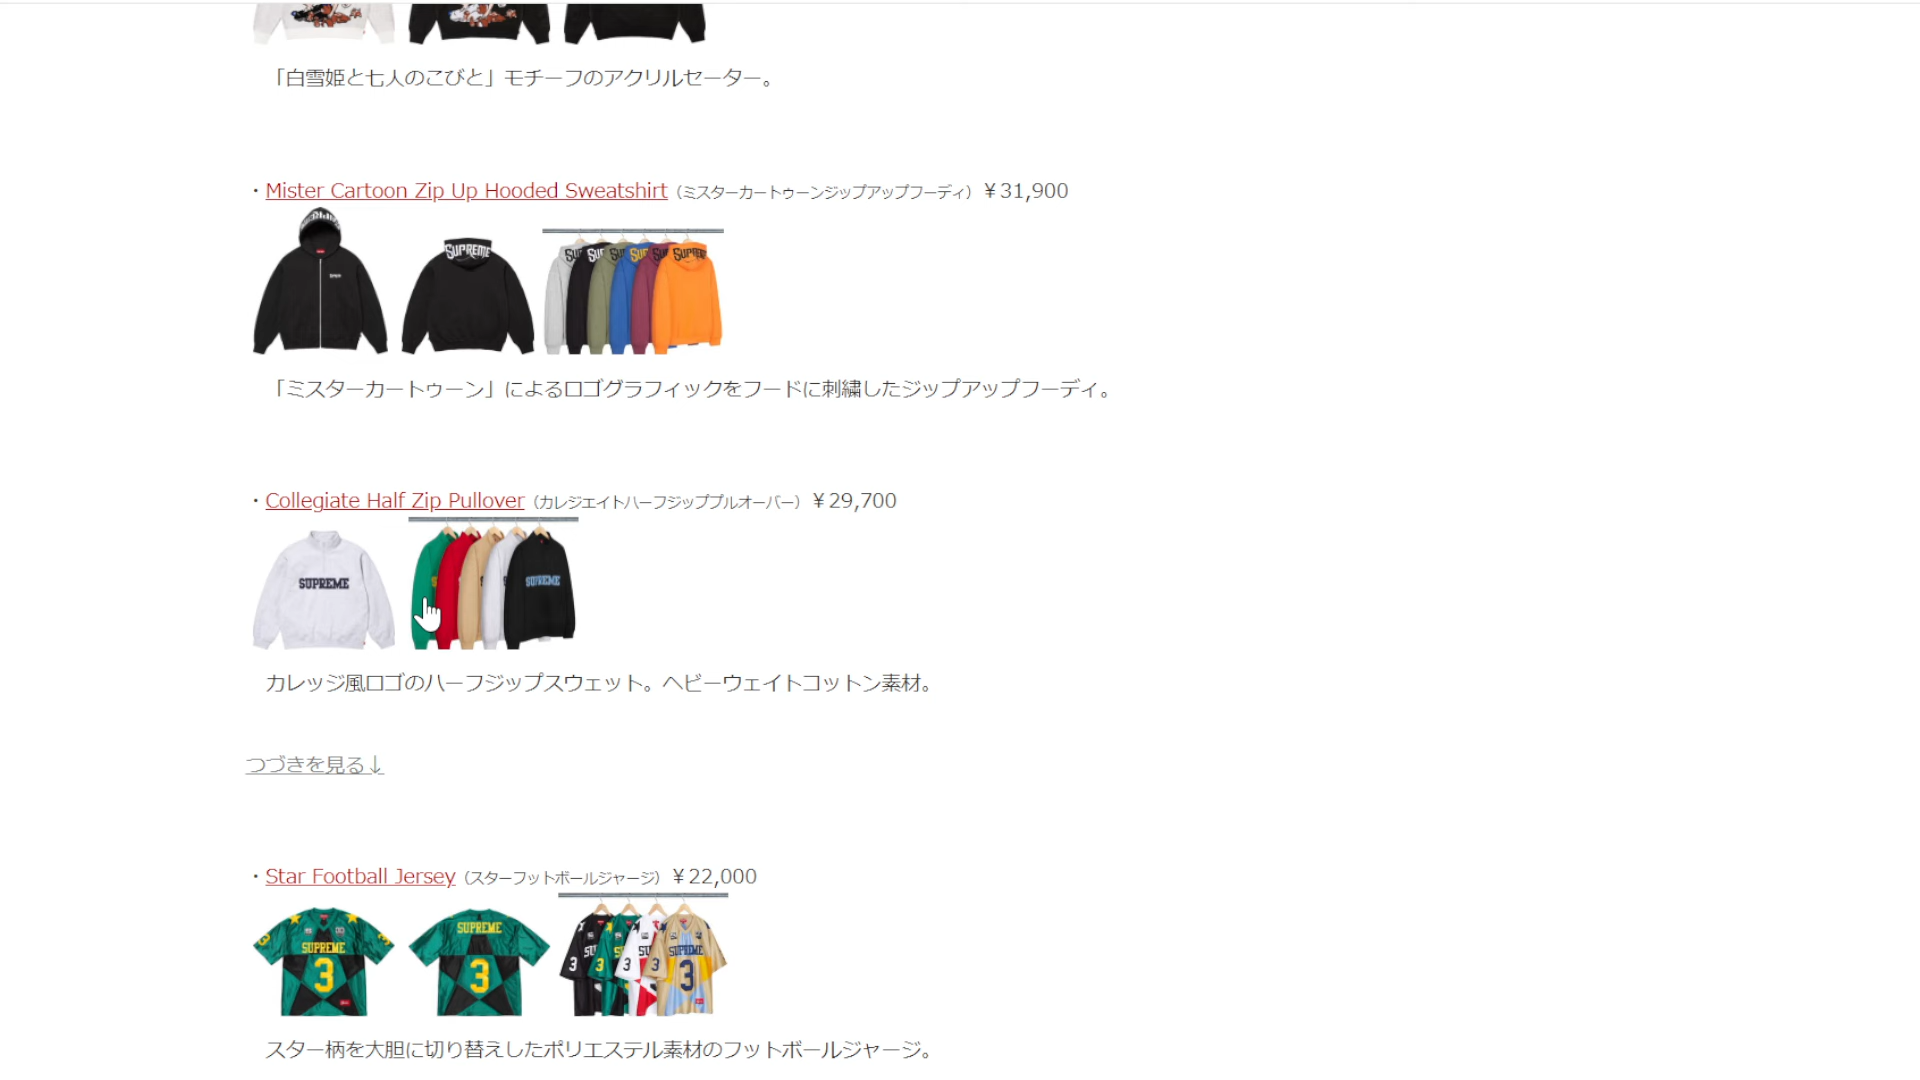 「白雪姫と七人のこびと」モチーフのアクリルセーター。
・Mister Cartoon Zip Up Hooded Sweatshirt（ミスターカートゥーンジップアップフーディ）￥31,900
SUPREME
SUPREME
「ミスターカートゥーン」によるロゴグラフィックをフードに刺繍したジップアップフーディ。
・Collegiate Half Zip Pullover（カレジエイトハーフジッププルオーバー）￥29,700
SUPREME
SUPREME
カレッジ風ロゴのハーフジップスウェット。ヘビーウェイトコットン素材。
つづきを見る↓
・Star Football Jersey（スターフットボールジャージ）￥22,000
SUPREME
3
SUPREME
3
SUPREME
3
スター柄を大胆に切り替えしたポリエステル素材のフットボールジャージ。